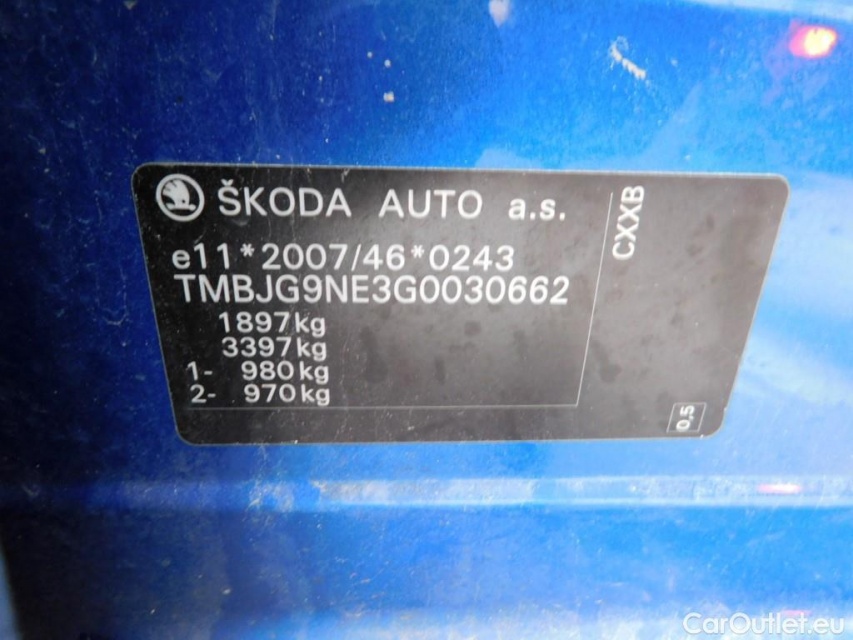 ŠKODA AUTO a.s.
e11*2007/46*0243
TMBJG9NE3G0030662
1897kg
3397kg
1- 980kg
2- 970kg
CXXB
0,5
CarOutlet.eu